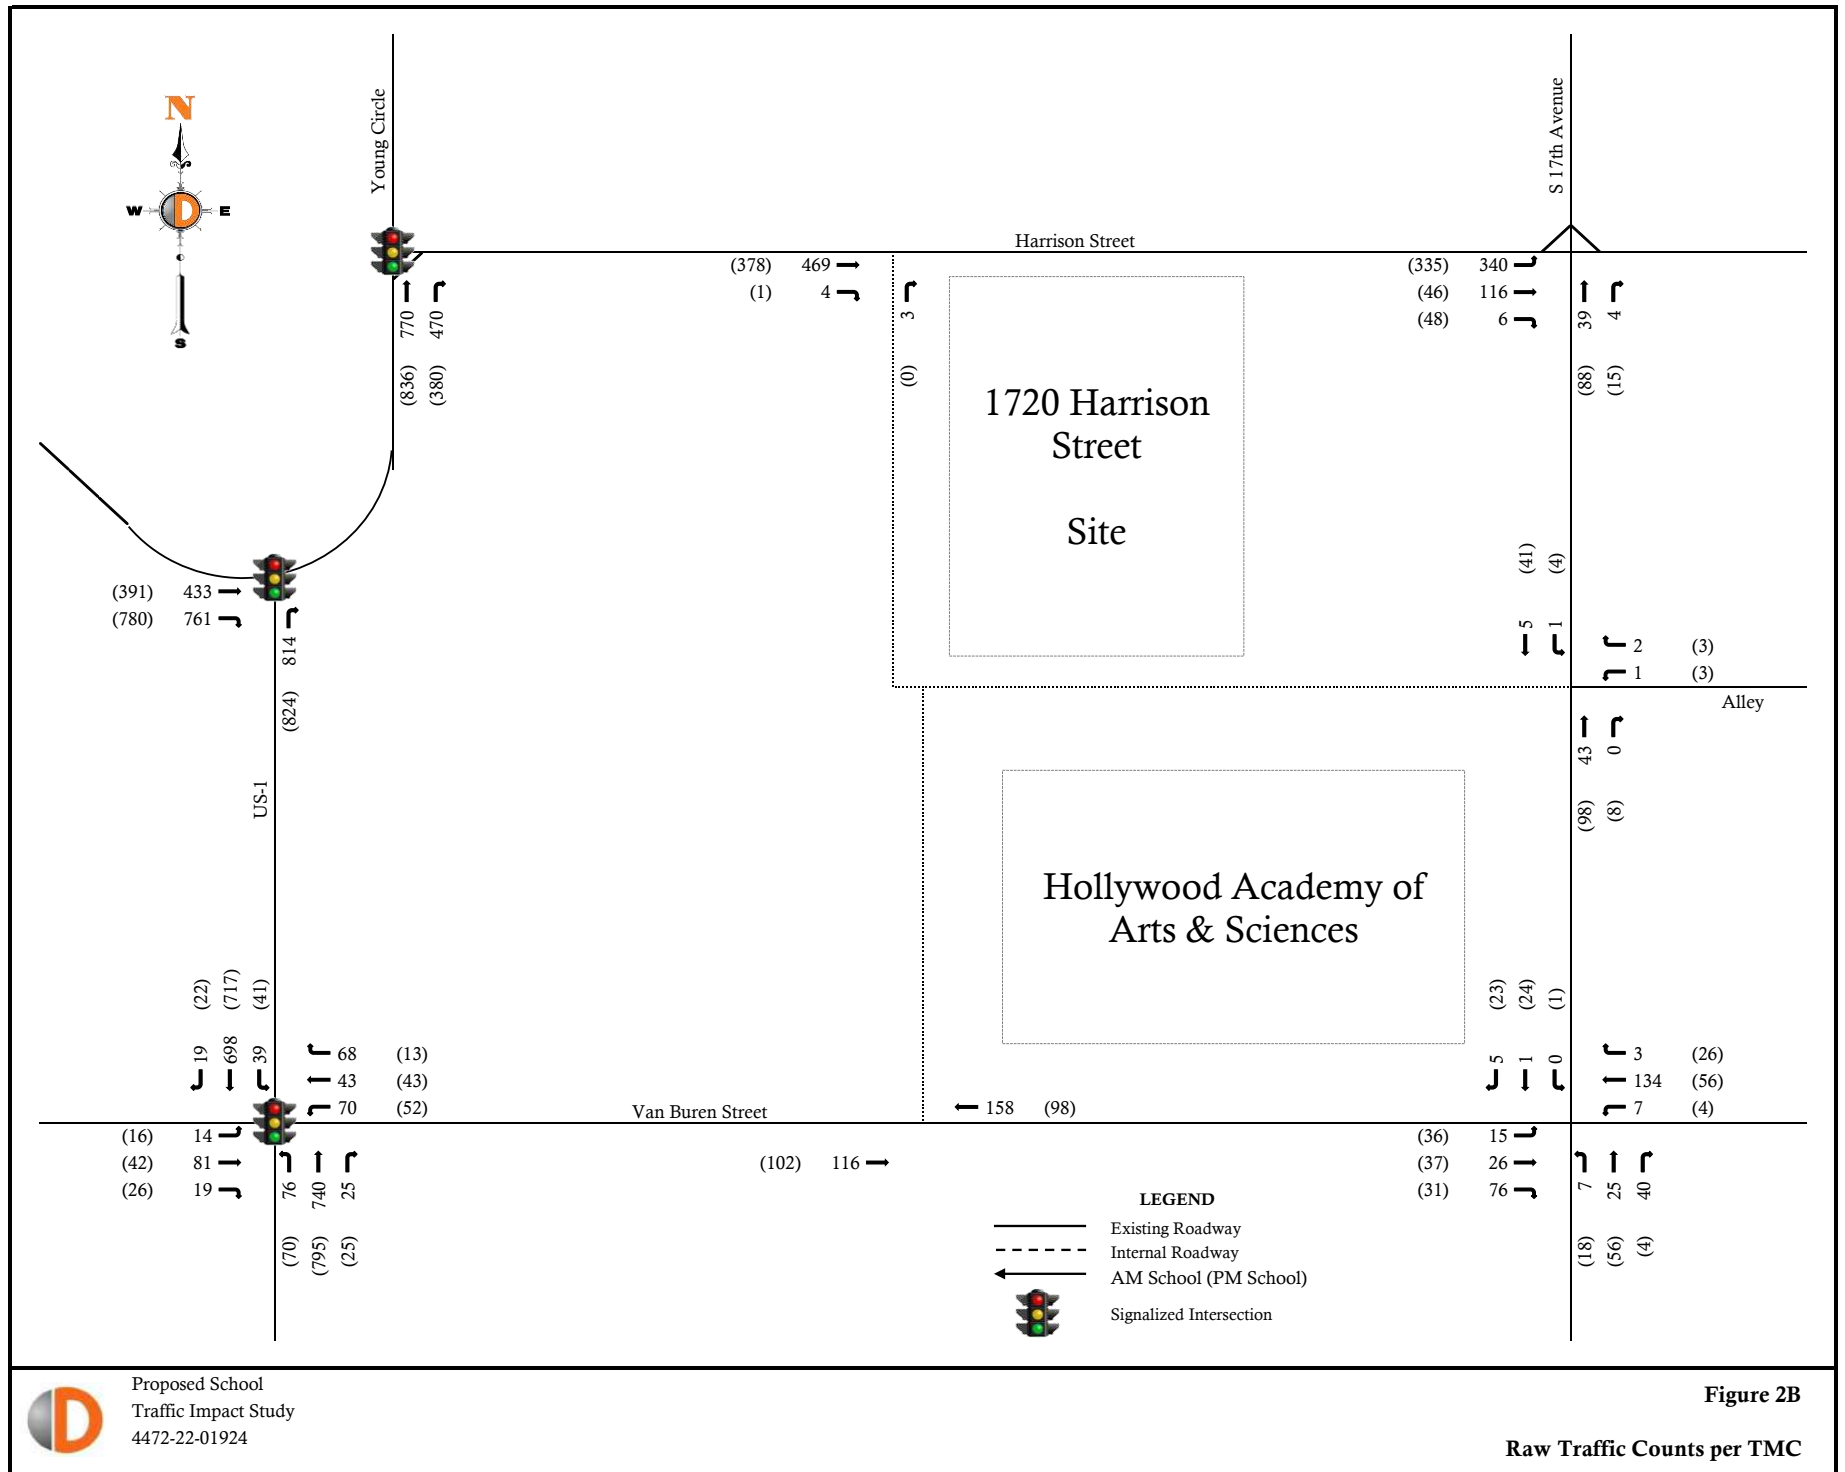 N
W
E
S
Young Circle
S 17th Avenue
Harrison Street
(378) 469
(1) 4
3
(0)
(335) 340
(46) 116
(48) 6
39 4
(88) (15)
770 470
(836) (380)
1720 Harrison
Street
Site
(391) 433
(780) 761
814
(824)
US-1
(41) (4)
5 1
2 (3)
1 (3)
Alley
43 0
(98) (8)
Hollywood Academy of
Arts & Sciences
(22) (717) (41)
19 698 39
68 (13)
43 (43)
70 (52)
Van Buren Street
(16) 14
(42) 81
(26) 19
76 740 25
(70) (795) (25)
158 (98)
(102) 116
(23) (24) (1)
5 1 0
3 (26)
134 (56)
7 (4)
(36) 15
(37) 26
(31) 76
7 25 40
(18) (56) (4)
LEGEND
Existing Roadway
Internal Roadway
AM School (PM School)
Signalized Intersection
Proposed School
Traffic Impact Study
4472-22-01924
Figure 2B
Raw Traffic Counts per TMC